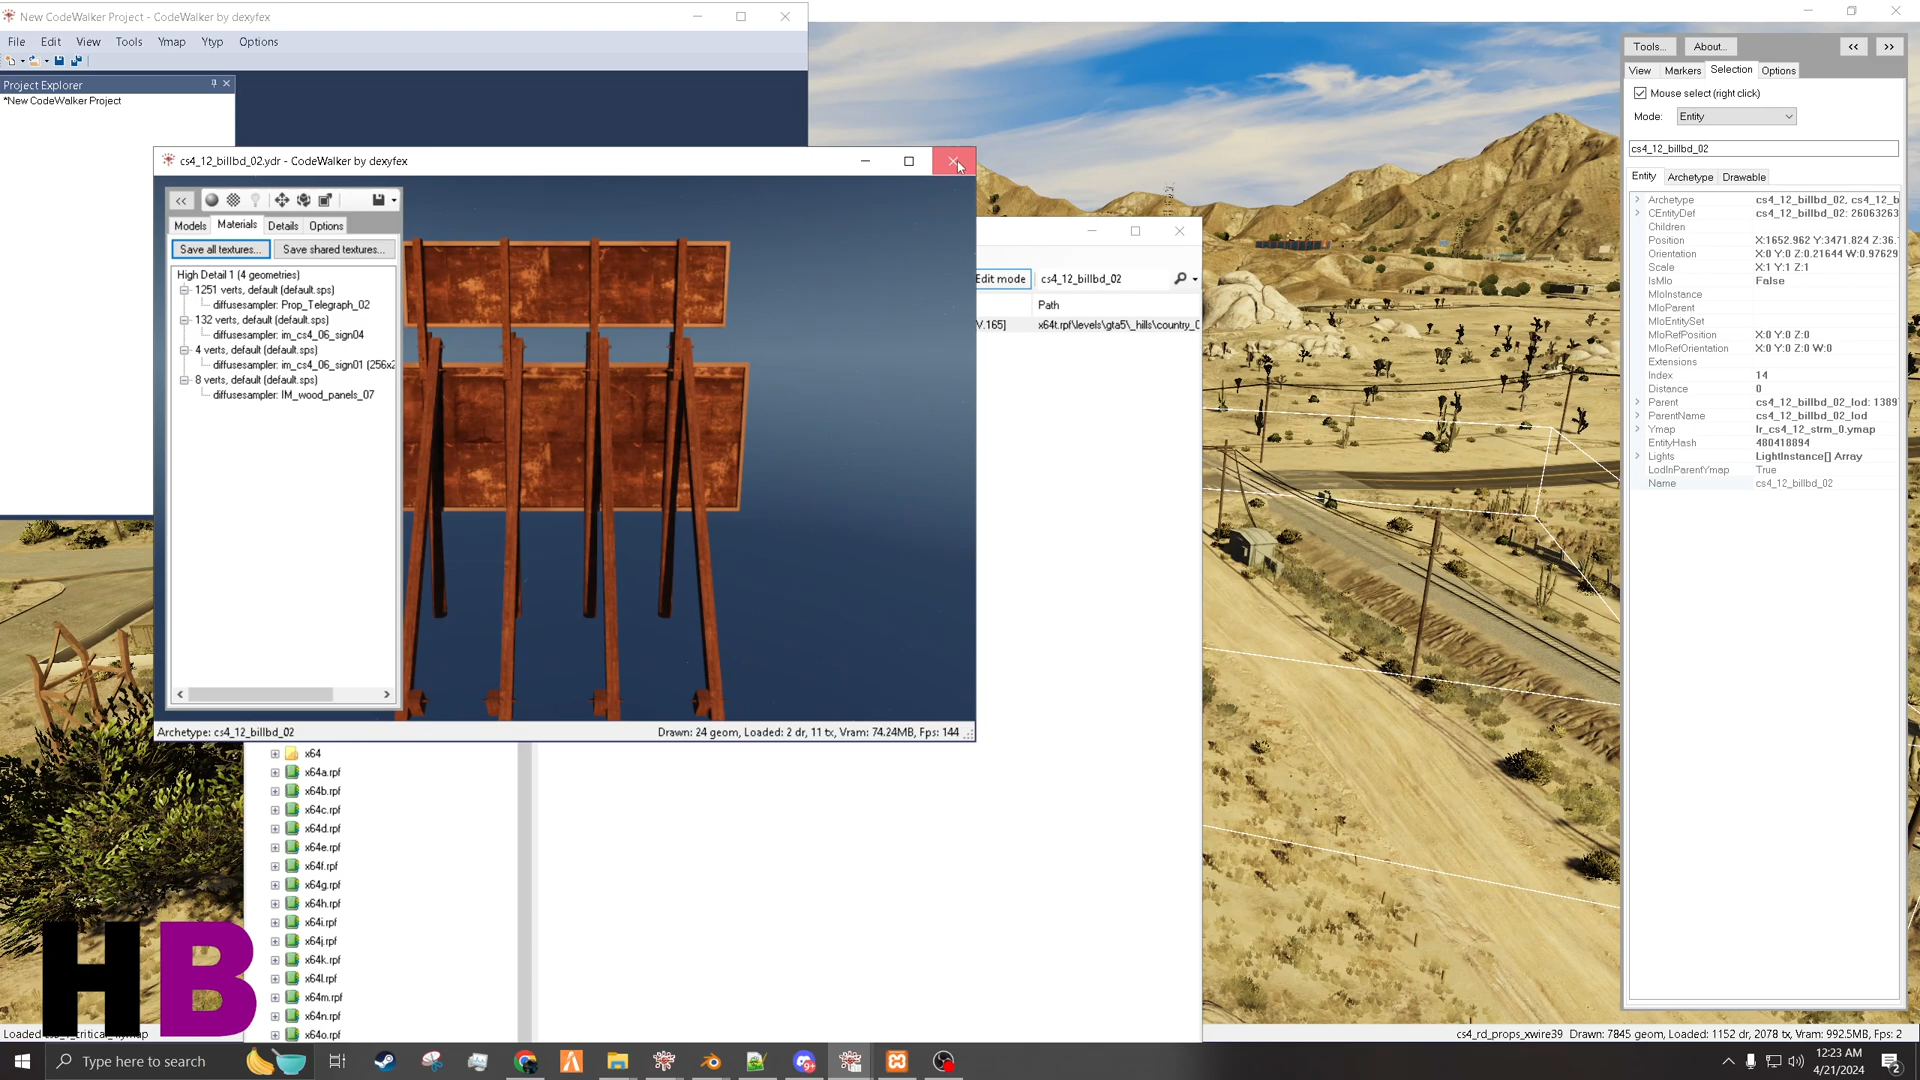 New CodeWalker Project - CodeWalker by dexyfex
File Edit View Tools Ymap Ytyp Options
Project Explorer
*New CodeWalker Project
cs4_12_billbd_02.ydr - CodeWalker by dexyfex
Models Materials Details Options
Save all textures... Save shared textures...
High Detail 1 (4 geometries)
1251 verts, default (default.sps)
diffusesampler: Prop_Telegraph_02
132 verts, default (default.sps)
diffusesampler: im_cs4_06_sign04
4 verts, default (default.sps)
diffusesampler: im_cs4_06_sign01 (256x2
8 verts, default (default.sps)
diffusesampler: IM_wood_panels_07
Archetype: cs4_12_billbd_02
Drawn: 24 geom, Loaded: 2 dr, 11 tx, Vram: 74.24MB, Fps: 144
Edit mode cs4_12_billbd_02
Path
V.165] x64t.rpf\levels\gta5\_hills\country_0
x64
x64a.rpf
x64b.rpf
x64c.rpf
x64d.rpf
x64e.rpf
x64f.rpf
x64g.rpf
x64h.rpf
x64i.rpf
x64j.rpf
x64k.rpf
x64l.rpf
x64m.rpf
x64n.rpf
x64o.rpf
Tools... About... << >>
View Markers Selection Options
Mouse select (right click)
Mode: Entity
cs4_12_billbd_02
Entity Archetype Drawable
Archetype cs4_12_billbd_02, cs4_12_b
CEntityDef cs4_12_billbd_02: 26063263
Children
Position X:1652.962 Y:3471.824 Z:36.
Orientation X:0 Y:0 Z:0.21644 W:0.97629
Scale X:1 Y:1 Z:1
IsMlo False
MloInstance
MloParent
MloEntitySet
MloRefPosition X:0 Y:0 Z:0
MloRefOrientation X:0 Y:0 Z:0 W:0
Extensions
Index 14
Distance 0
Parent cs4_12_billbd_02_lod: 1389
ParentName cs4_12_billbd_02_lod
Ymap lr_cs4_12_strm_0.ymap
EntityHash 480418894
Lights LightInstance[] Array
LodInParentYmap True
Name cs4_12_billbd_02
HB
Loaded
cs4_rd_props_xwire39 Drawn: 7845 geom, Loaded: 1152 dr, 2078 tx, Vram: 992.5MB, Fps: 2
Type here to search
12:23 AM
4/21/2024
2